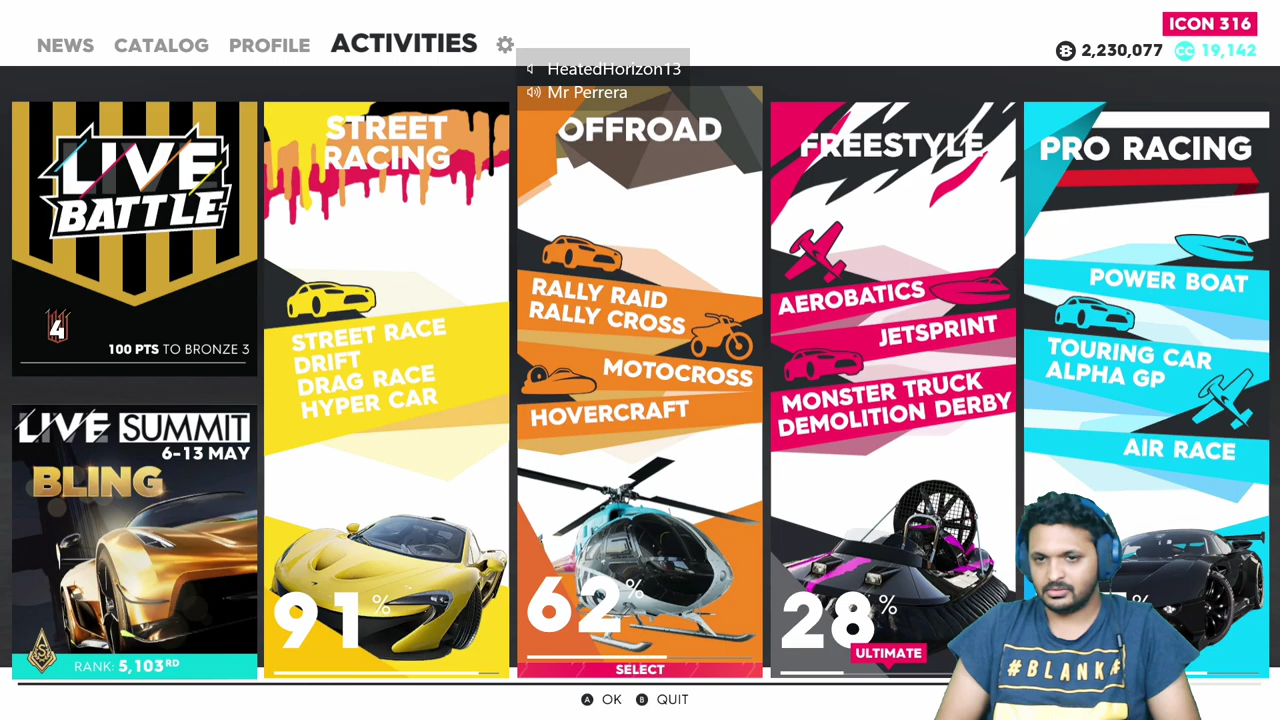 NEWS CATALOG PROFILE ACTIVITIES
ICON 316
2,230,077 CC 19,142
HeatedHorizon13
Mr Perrera
LIVE
BATTLE
4
100 PTS TO BRONZE 3
LIVE SUMMIT
6-13 MAY
BLING
RANK: 5,103RD
STREET
RACING
STREET RACE
DRIFT
DRAG RACE
HYPER CAR
91%
OFFROAD
RALLY RAID
RALLY CROSS
MOTOCROSS
HOVERCRAFT
62%
SELECT
FREESTYLE
AEROBATICS
JETSPRINT
MONSTER TRUCK
DEMOLITION DERBY
28%
ULTIMATE
PRO RACING
POWER BOAT
TOURING CAR
ALPHA GP
AIR RACE
%
#BLANK#
A OK B QUIT